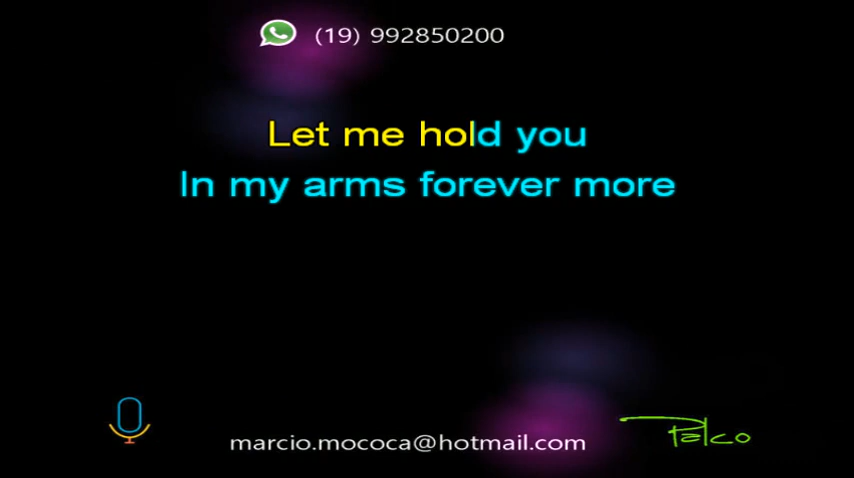 (19) 992850200
Let me hold you
In my arms forever more
marcio.mococa@hotmail.com
Palco